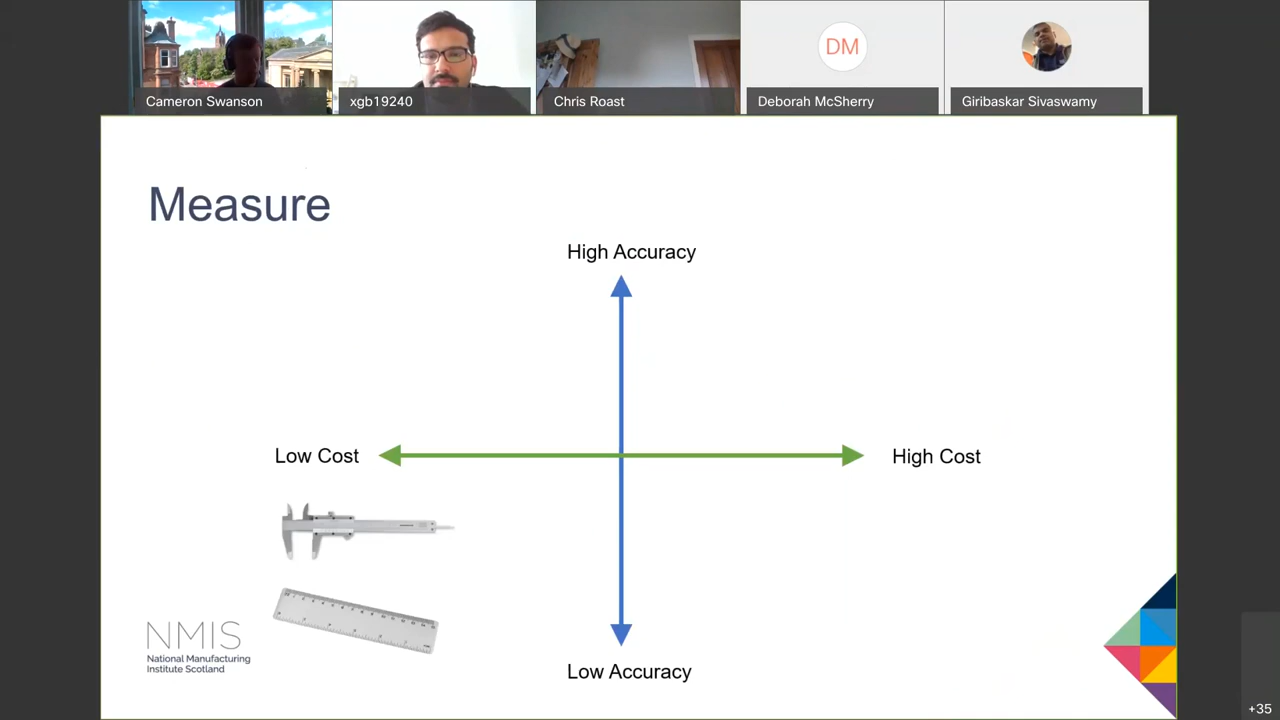 Cameron Swanson
xgb19240
Chris Roast
DM
Deborah McSherry
Giribaskar Sivaswamy
Measure
High Accuracy
Low Cost
High Cost
NMIS
National Manufacturing
Institute Scotland
Low Accuracy
+35